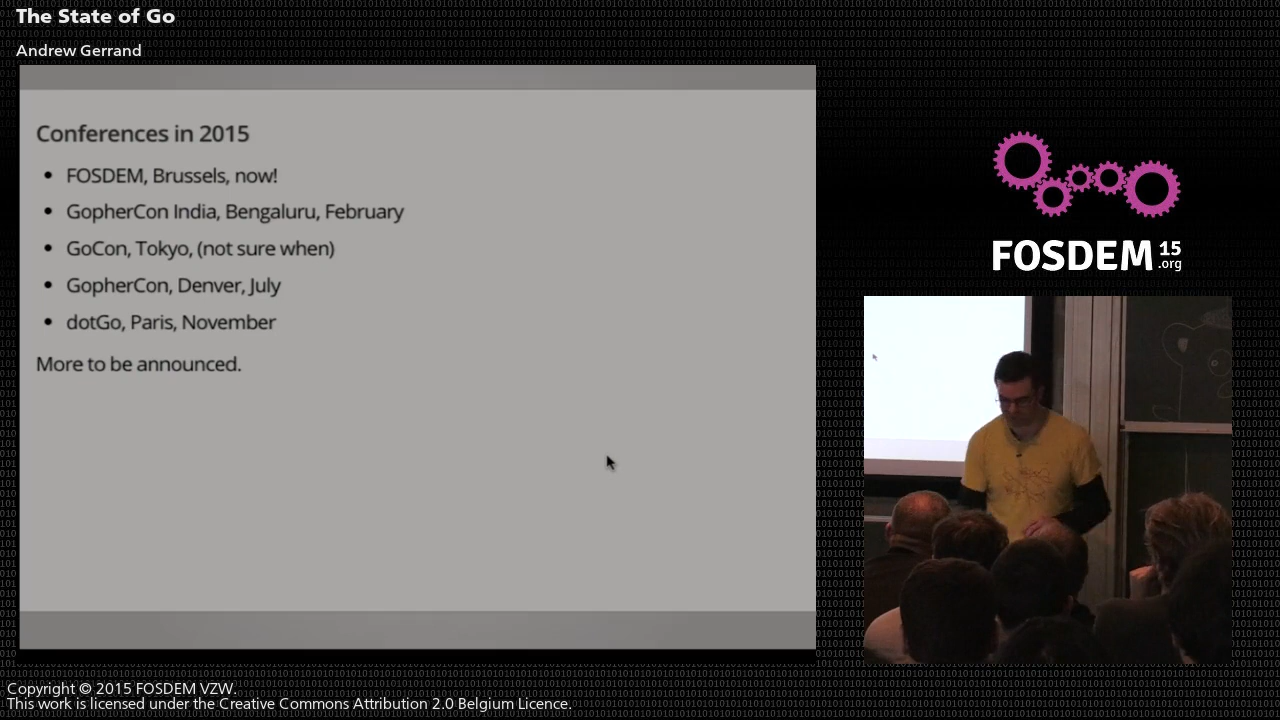 The State of Go
Andrew Gerrand
Conferences in 2015
• FOSDEM, Brussels, now!
• GopherCon India, Bengaluru, February
• GoCon, Tokyo, (not sure when)
• GopherCon, Denver, July
• dotGo, Paris, November
More to be announced.
FOSDEM 15
.org
Copyright © 2015 FOSDEM VZW.
This work is licensed under the Creative Commons Attribution 2.0 Belgium Licence.